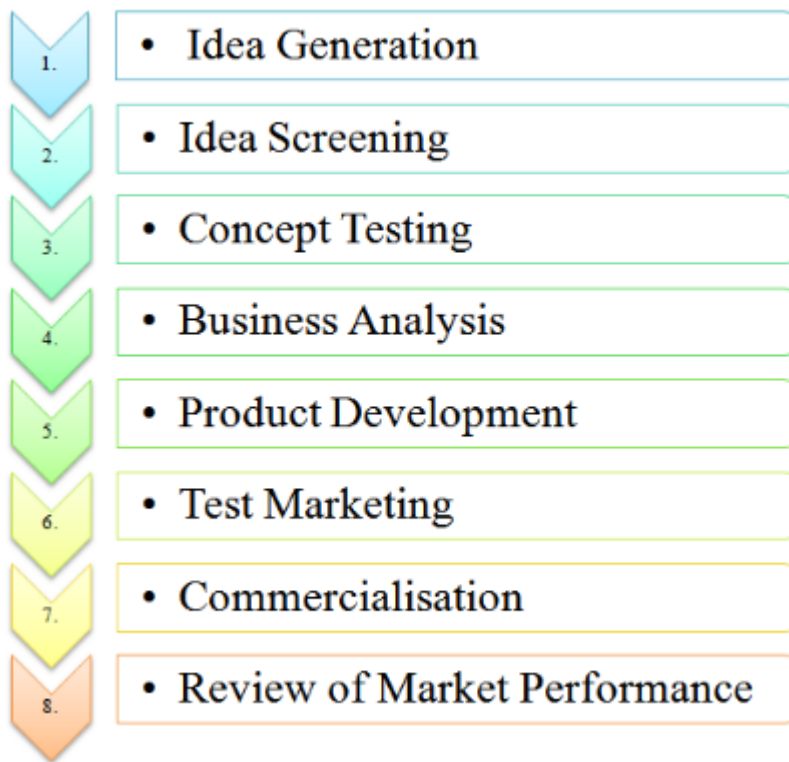 1. • Idea Generation
2. • Idea Screening
3. • Concept Testing
4. • Business Analysis
5. • Product Development
6. • Test Marketing
7. • Commercialisation
8. • Review of Market Performance